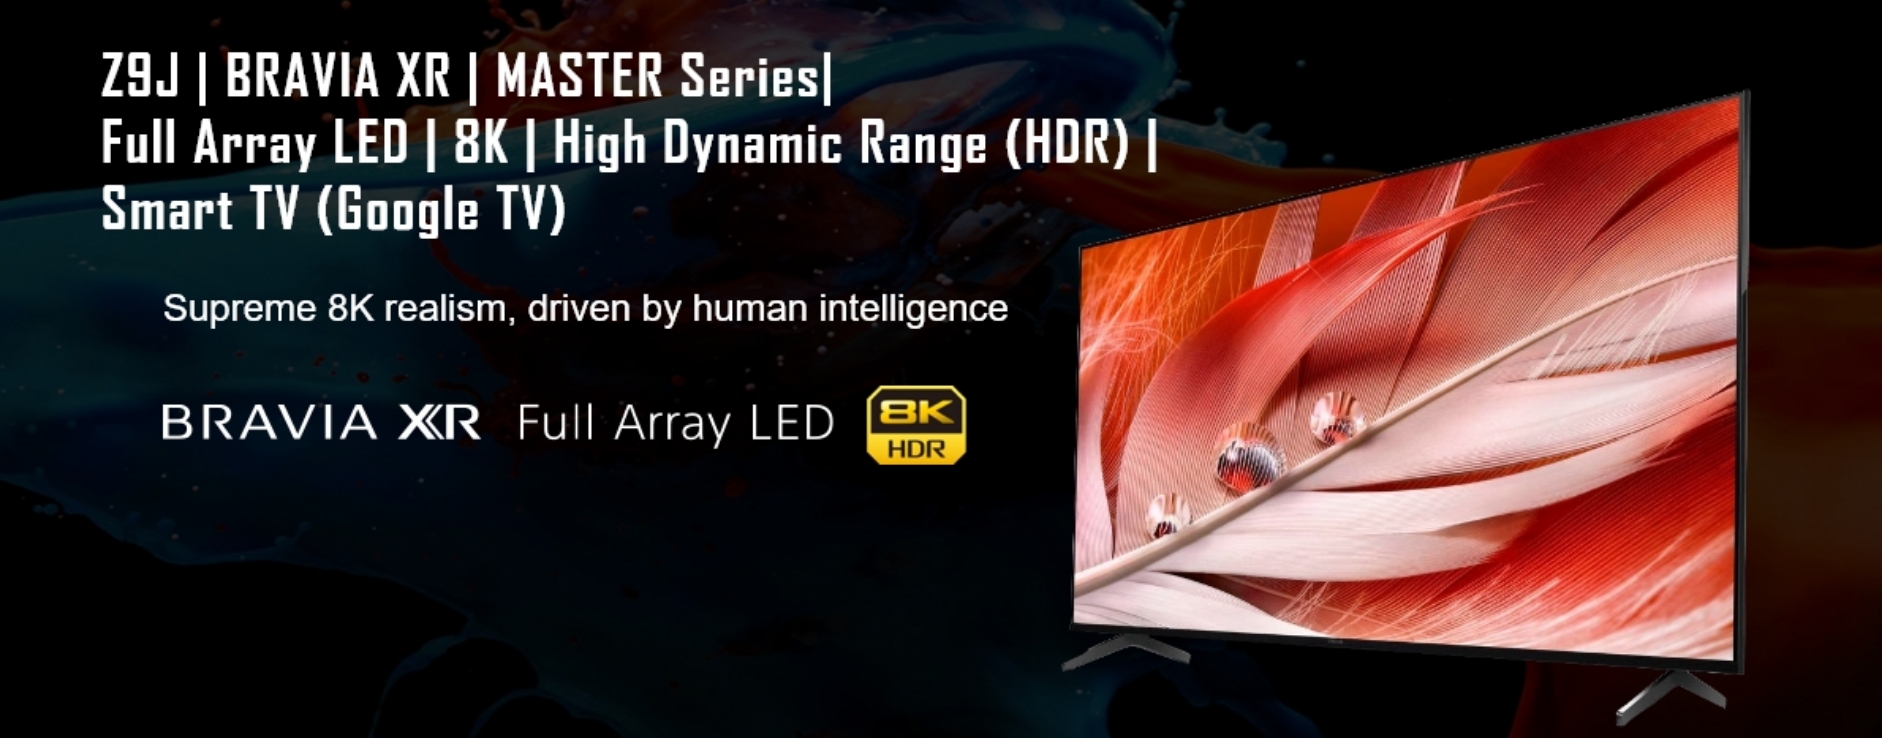 Z9J | BRAVIA XR | MASTER Series|
Full Array LED | 8K | High Dynamic Range (HDR) |
Smart TV (Google TV)
Supreme 8K realism, driven by human intelligence
BRAVIA XR Full Array LED 8K HDR